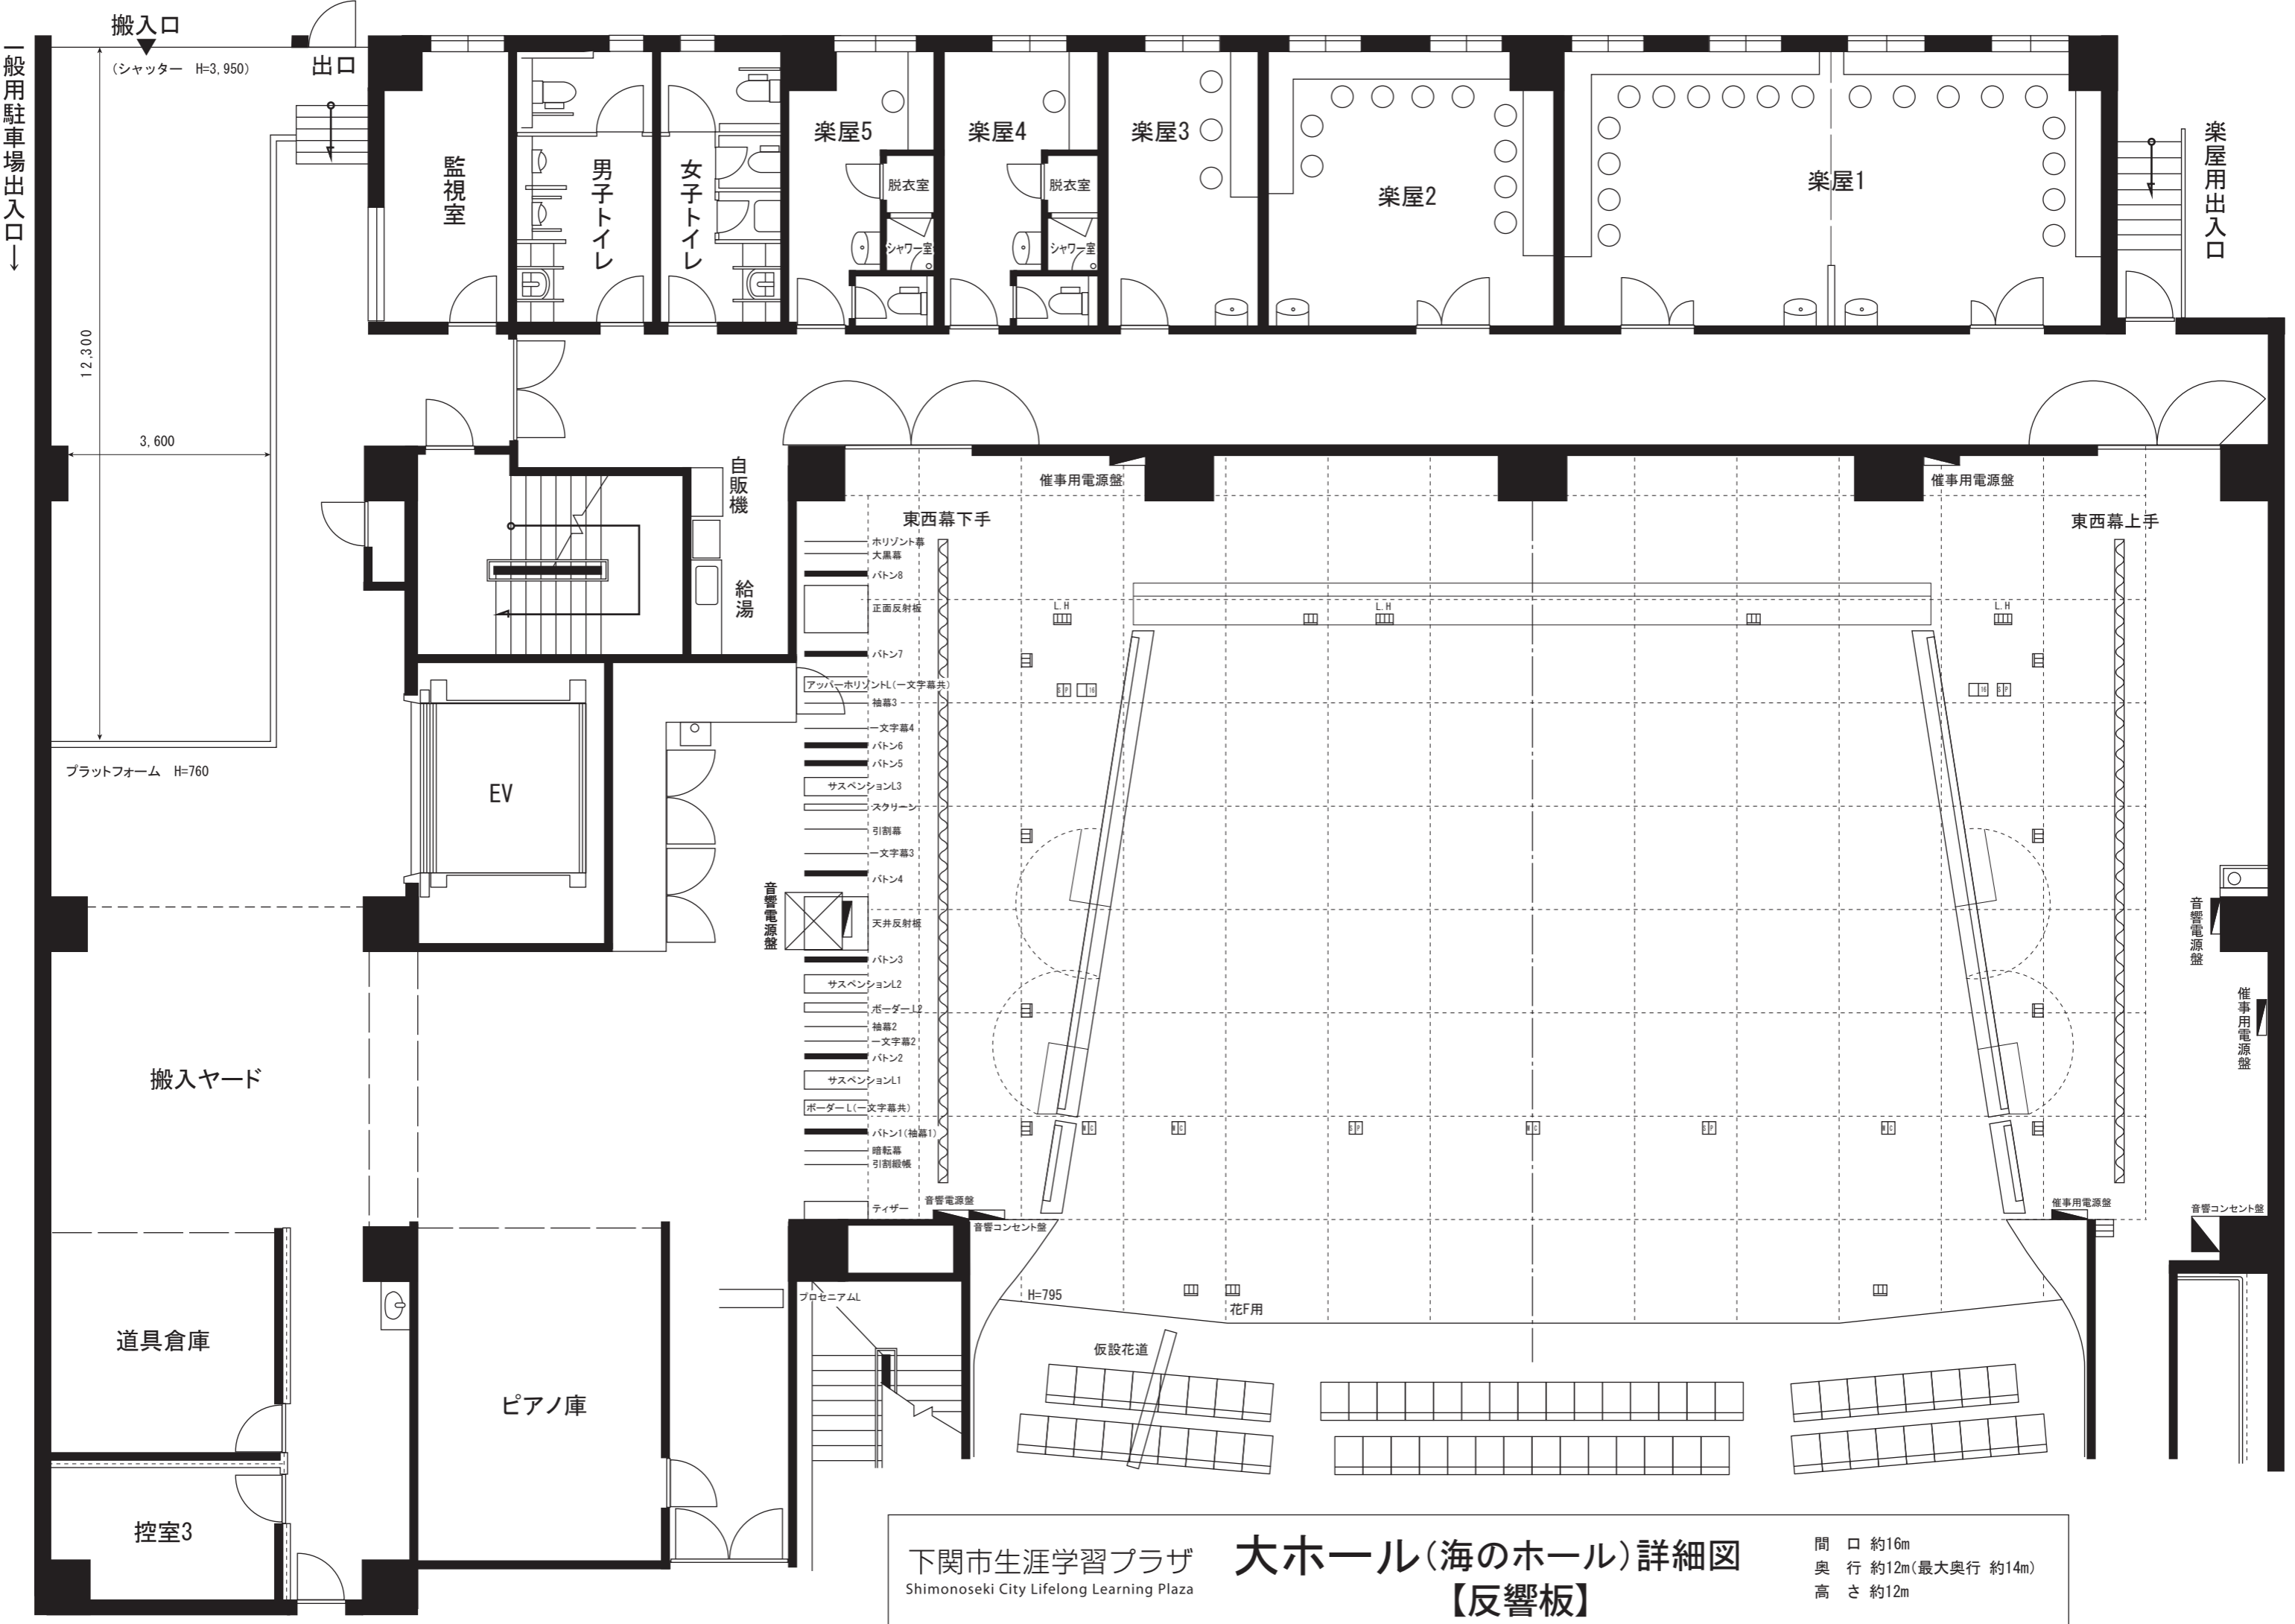 搬入口
(シャッター H=3,950)
出口
一般用駐車場出入口→
12,300
3,600
プラットフォーム H=760
監視室
男子トイレ
女子トイレ
楽屋5
脱衣室
シャワー室
楽屋4
脱衣室
シャワー室
楽屋3
楽屋2
楽屋1
楽屋用出入口
自販機
給湯
EV
搬入ヤード
道具倉庫
控室3
ピアノ庫
催事用電源盤
催事用電源盤
東西幕下手
東西幕上手
ホリゾント幕
大黒幕
バトン8
正面反射板
バトン7
アッパーホリゾントL(一文字幕共)
袖幕3
一文字幕4
バトン6
バトン5
サスペンションL3
スクリーン
引割幕
一文字幕3
バトン4
音響電源盤
天井反射板
バトン3
サスペンションL2
ボーダーL2
袖幕2
一文字幕2
バトン2
サスペンションL1
ボーダーL(一文字幕共)
バトン1(袖幕1)
暗転幕
引割緞帳
ティザー
音響電源盤
音響コンセント盤
プロセニアムL
L.H
L.H
L.H
SP
16
16
SP
MC
MC
SP
MC
SP
MC
音響電源盤
催事用電源盤
催事用電源盤
音響コンセント盤
H=795
花F用
仮設花道
下関市生涯学習プラザ
Shimonoseki City Lifelong Learning Plaza
大ホール(海のホール)詳細図
【反響板】
間 口 約16m
奥 行 約12m(最大奥行 約14m)
高 さ 約12m